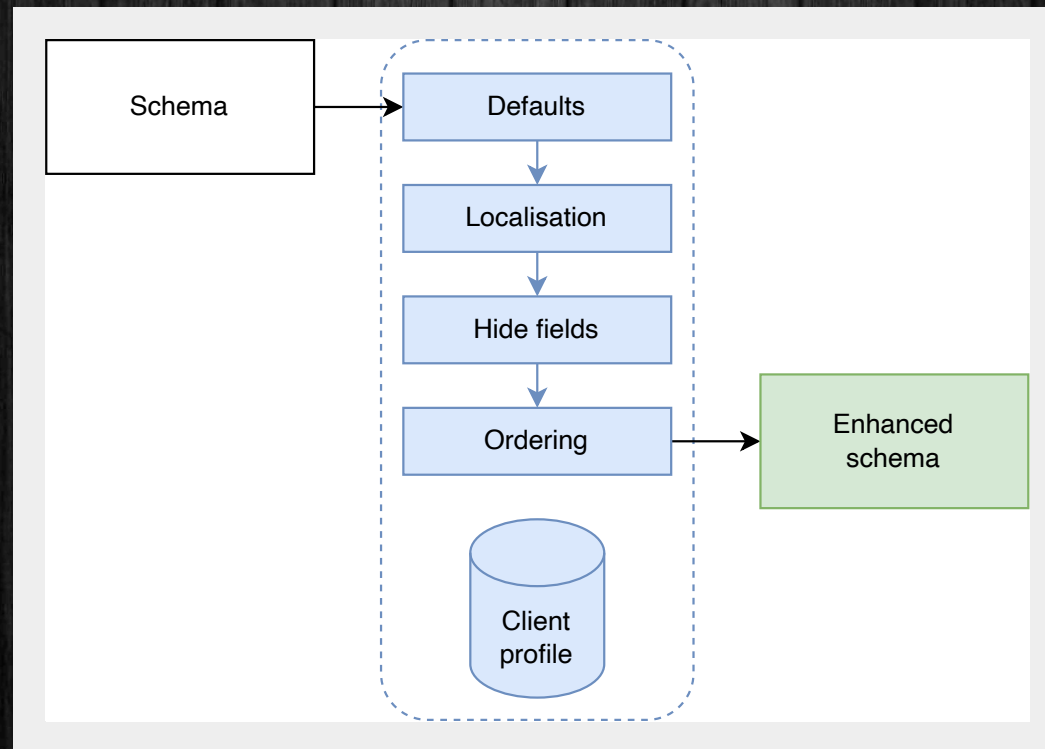 Schema
Defaults
Localisation
Hide fields
Ordering
Enhanced
schema
Client
profile